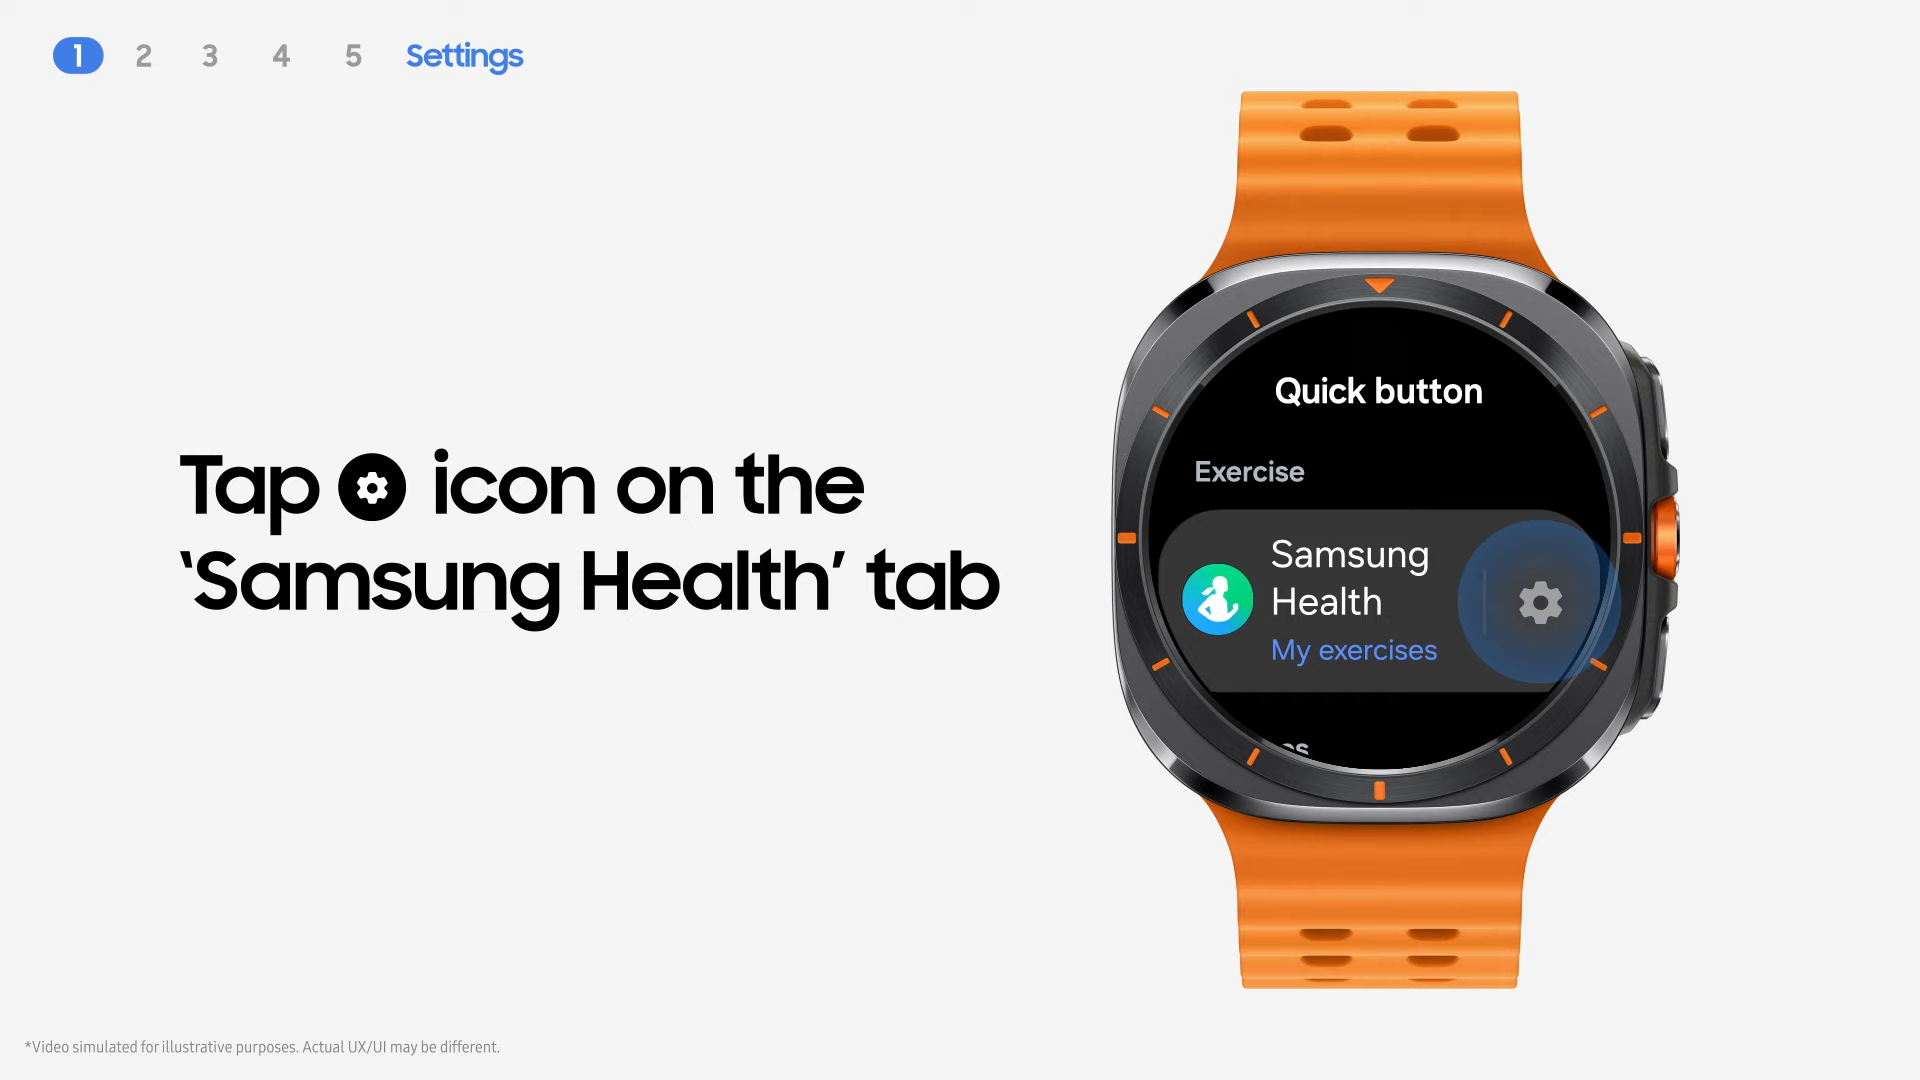 1 2 3 4 5 Settings
Tap icon on the
‘Samsung Health’ tab
Quick button
Exercise
Samsung
Health
My exercises
*Video simulated for illustrative purposes. Actual UX/UI may be different.